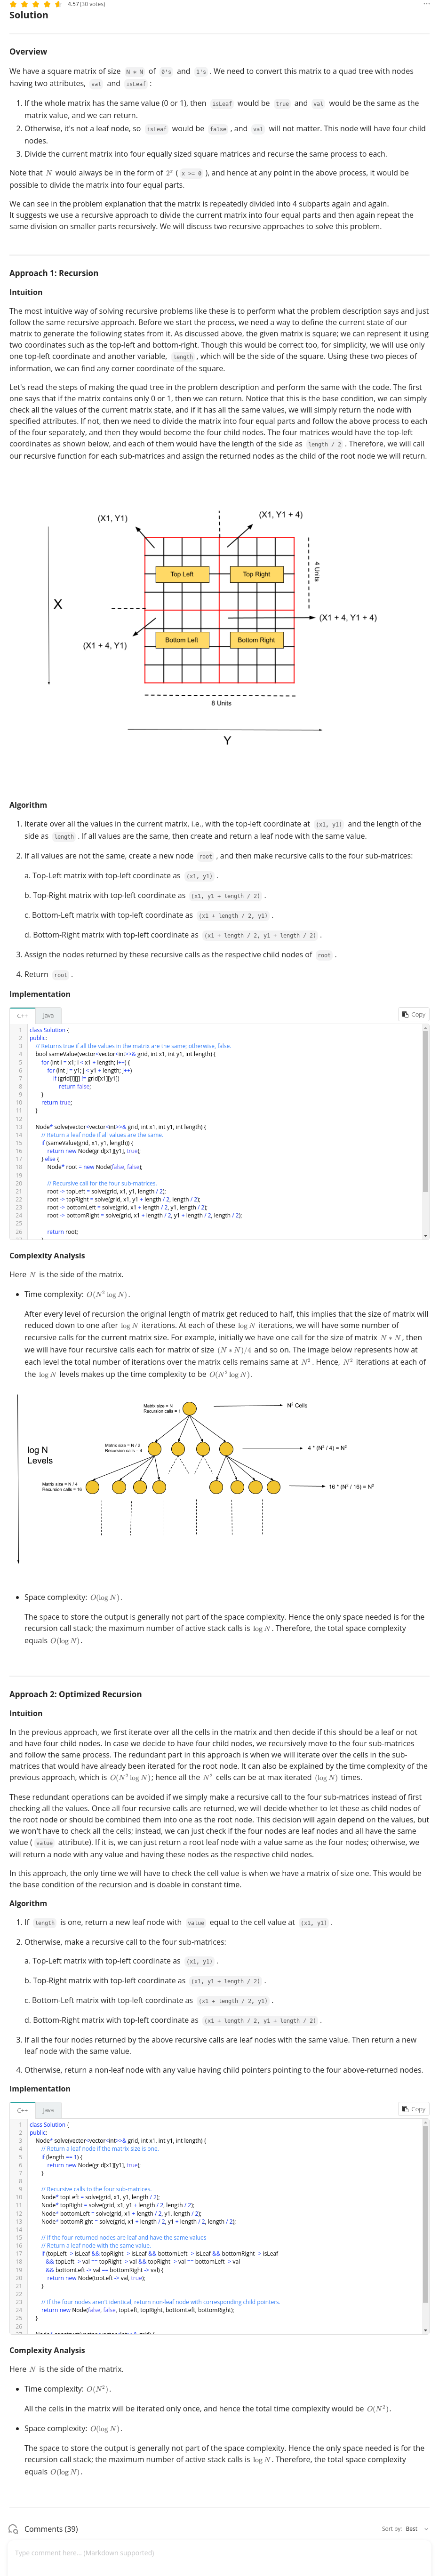 4.57 (30 votes)
Solution
Overview
We have a square matrix of size N * N of 0's and 1's . We need to convert this matrix to a quad tree with nodes
having two attributes, val and isLeaf :
1. If the whole matrix has the same value (0 or 1), then isLeaf would be true and val would be the same as the
matrix value, and we can return.
2. Otherwise, it's not a leaf node, so isLeaf would be false , and val will not matter. This node will have four child
nodes.
3. Divide the current matrix into four equally sized square matrices and recurse the same process to each.
Note that N would always be in the form of 2^x ( x >= 0 ), and hence at any point in the above process, it would be
possible to divide the matrix into four equal parts.
We can see in the problem explanation that the matrix is repeatedly divided into 4 subparts again and again.
It suggests we use a recursive approach to divide the current matrix into four equal parts and then again repeat the
same division on smaller parts recursively. We will discuss two recursive approaches to solve this problem.
Approach 1: Recursion
Intuition
The most intuitive way of solving recursive problems like these is to perform what the problem description says and just
follow the same recursive approach. Before we start the process, we need a way to define the current state of our
matrix to generate the following states from it. As discussed above, the given matrix is square; we can represent it using
two coordinates such as the top-left and bottom-right. Though this would be correct too, for simplicity, we will use only
one top-left coordinate and another variable, length , which will be the side of the square. Using these two pieces of
information, we can find any corner coordinate of the square.
Let's read the steps of making the quad tree in the problem description and perform the same with the code. The first
one says that if the matrix contains only 0 or 1, then we can return. Notice that this is the base condition, we can simply
check all the values of the current matrix state, and if it has all the same values, we will simply return the node with
specified attributes. If not, then we need to divide the matrix into four equal parts and follow the above process to each
of the four separately, and then they would become the four child nodes. The four matrices would have the top-left
coordinates as shown below, and each of them would have the length of the side as length / 2 . Therefore, we will call
our recursive function for each sub-matrices and assign the returned nodes as the child of the root node we will return.
(X1, Y1)
(X1, Y1 + 4)
Top Left
Top Right
4 Units
X
(X1 + 4, Y1 + 4)
Bottom Left
Bottom Right
(X1 + 4, Y1)
8 Units
Y
Algorithm
1. Iterate over all the values in the current matrix, i.e., with the top-left coordinate at (x1, y1) and the length of the
side as length . If all values are the same, then create and return a leaf node with the same value.
2. If all values are not the same, create a new node root , and then make recursive calls to the four sub-matrices:
a. Top-Left matrix with top-left coordinate as (x1, y1) .
b. Top-Right matrix with top-left coordinate as (x1, y1 + length / 2) .
c. Bottom-Left matrix with top-left coordinate as (x1 + length / 2, y1) .
d. Bottom-Right matrix with top-left coordinate as (x1 + length / 2, y1 + length / 2) .
3. Assign the nodes returned by these recursive calls as the respective child nodes of root .
4. Return root .
Implementation
C++ Java Copy
1 class Solution {
2 public:
3 // Returns true if all the values in the matrix are the same; otherwise, false.
4 bool sameValue(vector<vector<int>>& grid, int x1, int y1, int length) {
5 for (int i = x1; i < x1 + length; i++) {
6 for (int j = y1; j < y1 + length; j++)
7 if (grid[i][j] != grid[x1][y1])
8 return false;
9 }
10 return true;
11 }
12
13 Node* solve(vector<vector<int>>& grid, int x1, int y1, int length) {
14 // Return a leaf node if all values are the same.
15 if (sameValue(grid, x1, y1, length)) {
16 return new Node(grid[x1][y1], true);
17 } else {
18 Node* root = new Node(false, false);
19
20 // Recursive call for the four sub-matrices.
21 root -> topLeft = solve(grid, x1, y1, length / 2);
22 root -> topRight = solve(grid, x1, y1 + length / 2, length / 2);
23 root -> bottomLeft = solve(grid, x1 + length / 2, y1, length / 2);
24 root -> bottomRight = solve(grid, x1 + length / 2, y1 + length / 2, length / 2);
25
26 return root;
Complexity Analysis
Here N is the side of the matrix.
• Time complexity: O(N² log N).
After every level of recursion the original length of matrix get reduced to half, this implies that the size of matrix will
reduced down to one after log N iterations. At each of these log N iterations, we will have some number of
recursive calls for the current matrix size. For example, initially we have one call for the size of matrix N * N, then
we will have four recursive calls each for matrix of size (N * N)/4 and so on. The image below represents how at
each level the total number of iterations over the matrix cells remains same at N². Hence, N² iterations at each of
the log N levels makes up the time complexity to be O(N² log N).
Matrix size = N
Recursion calls = 1
N² Cells
log N
Levels
Matrix size = N / 2
Recursion calls = 4
4 * (N² / 4) = N²
Matrix size = N / 4
Recursion calls = 16
16 * (N² / 16) = N²
• Space complexity: O(log N).
The space to store the output is generally not part of the space complexity. Hence the only space needed is for the
recursion call stack; the maximum number of active stack calls is log N. Therefore, the total space complexity
equals O(log N).
Approach 2: Optimized Recursion
Intuition
In the previous approach, we first iterate over all the cells in the matrix and then decide if this should be a leaf or not
and have four child nodes. In case we decide to have four child nodes, we recursively move to the four sub-matrices
and follow the process. The redundant part in this approach is when we will iterate over the cells in the sub-
matrices that would have already been iterated for the root node. It can also be explained by the time complexity of the
previous approach, which is O(N² log N); hence all the N² cells can be at max iterated (log N) times.
These redundant operations can be avoided if we simply make a recursive call to the four sub-matrices instead of first
checking all the values. Once all four recursive calls are returned, we will decide whether to let these as child nodes of
the root node or should be combined them into one as the root node. This decision will again depend on the values, but
we won't have to check all the cells; instead, we can just check if the four nodes are leaf nodes and all have the same
value ( value attribute). If it is, we can just return a root leaf node with a value same as the four nodes; otherwise, we
will return a node with any value and having these nodes as the respective child nodes.
In this approach, the only time we will have to check the cell value is when we have a matrix of size one. This would be
the base condition of the recursion and is doable in constant time.
Algorithm
1. If length is one, return a new leaf node with value equal to the cell value at (x1, y1) .
2. Otherwise, make a recursive call to the four sub-matrices:
a. Top-Left matrix with top-left coordinate as (x1, y1) .
b. Top-Right matrix with top-left coordinate as (x1, y1 + length / 2) .
c. Bottom-Left matrix with top-left coordinate as (x1 + length / 2, y1) .
d. Bottom-Right matrix with top-left coordinate as (x1 + length / 2, y1 + length / 2) .
3. If all the four nodes returned by the above recursive calls are leaf nodes with the same value. Then return a new
leaf node with the same value.
4. Otherwise, return a non-leaf node with any value having child pointers pointing to the four above-returned nodes.
Implementation
C++ Java Copy
1 class Solution {
2 public:
3 Node* solve(vector<vector<int>>& grid, int x1, int y1, int length) {
4 // Return a leaf node if the matrix size is one.
5 if (length == 1) {
6 return new Node(grid[x1][y1], true);
7 }
8
9 // Recursive calls to the four sub-matrices.
10 Node* topLeft = solve(grid, x1, y1, length / 2);
11 Node* topRight = solve(grid, x1, y1 + length / 2, length / 2);
12 Node* bottomLeft = solve(grid, x1 + length / 2, y1, length / 2);
13 Node* bottomRight = solve(grid, x1 + length / 2, y1 + length / 2, length / 2);
14
15 // If the four returned nodes are leaf and have the same values
16 // Return a leaf node with the same value.
17 if (topLeft -> isLeaf && topRight -> isLeaf && bottomLeft -> isLeaf && bottomRight -> isLeaf
18 && topLeft -> val == topRight -> val && topRight -> val == bottomLeft -> val
19 && bottomLeft -> val == bottomRight -> val) {
20 return new Node(topLeft -> val, true);
21 }
22
23 // If the four nodes aren't identical, return non-leaf node with corresponding child pointers.
24 return new Node(false, false, topLeft, topRight, bottomLeft, bottomRight);
25 }
26
Complexity Analysis
Here N is the side of the matrix.
• Time complexity: O(N²).
All the cells in the matrix will be iterated only once, and hence the total time complexity would be O(N²).
• Space complexity: O(log N).
The space to store the output is generally not part of the space complexity. Hence the only space needed is for the
recursion call stack; the maximum number of active stack calls is log N. Therefore, the total space complexity
equals O(log N).
Comments (39)
Sort by: Best
Type comment here... (Markdown supported)